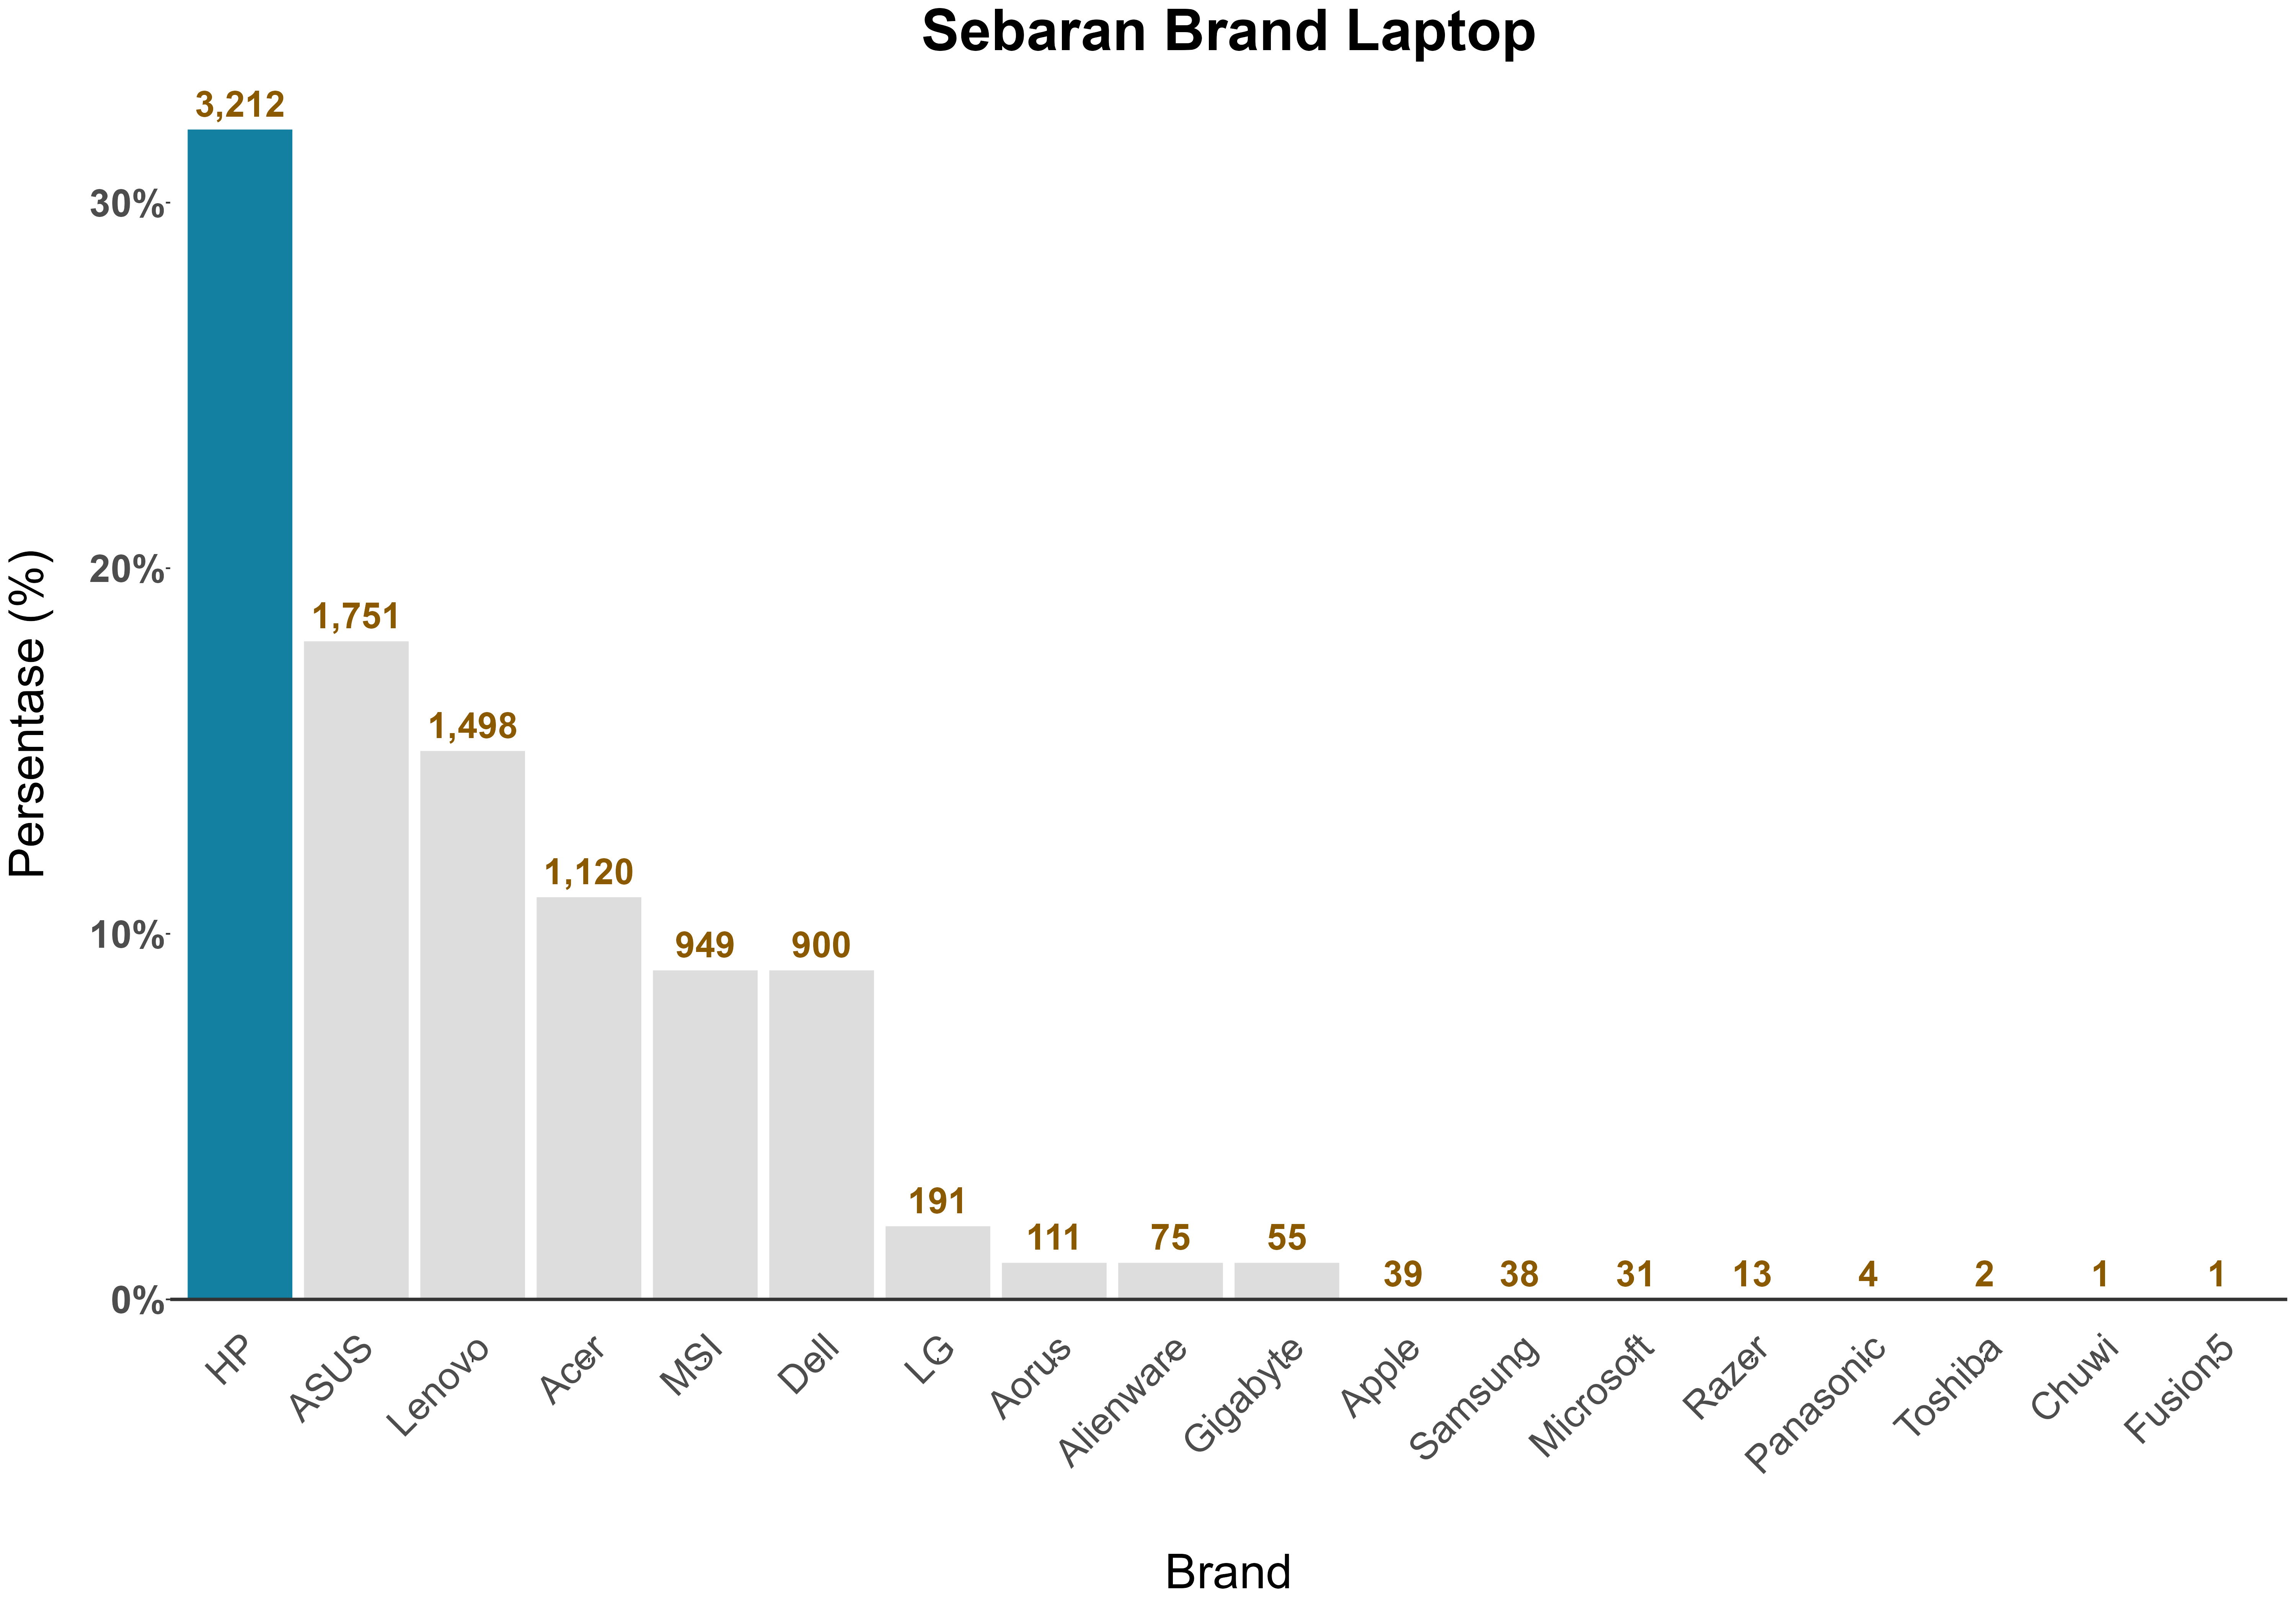 Sebaran Brand Laptop
Persentase (%)
30%
20%
10%
0%
3,212
1,751
1,498
1,120
949
900
191
111
75
55
39
38
31
13
4
2
1
1
HP
ASUS
Lenovo
Acer
MSI
Dell
LG
Aorus
Alienware
Gigabyte
Apple
Samsung
Microsoft
Razer
Panasonic
Toshiba
Chuwi
Fusion5
Brand